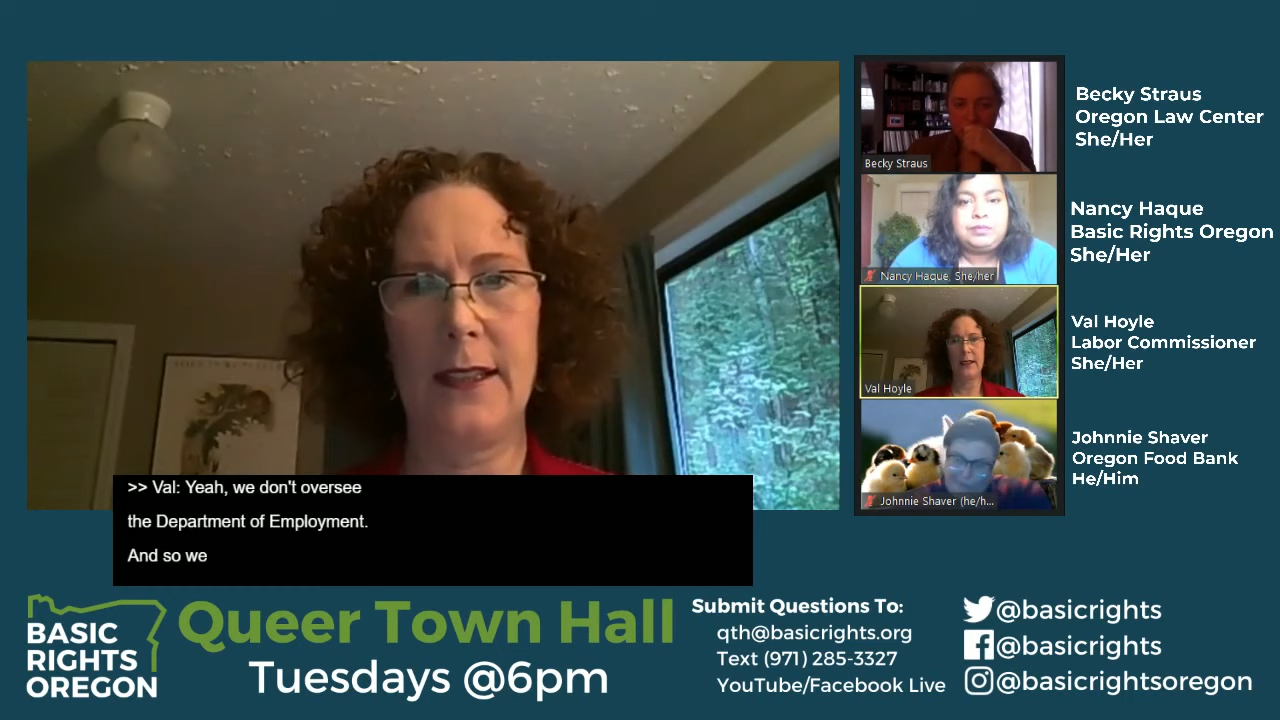 Becky Straus
Oregon Law Center
She/Her
Becky Straus
Nancy Haque
Basic Rights Oregon
She/Her
Nancy Haque, She/her
Val Hoyle
Labor Commissioner
She/Her
Val Hoyle
Johnnie Shaver
Oregon Food Bank
He/Him
Johnnie Shaver (he/h...
>> Val: Yeah, we don't oversee
the Department of Employment.
And so we
BASIC
RIGHTS
OREGON
Queer Town Hall
Tuesdays @6pm
Submit Questions To:
qth@basicrights.org
Text (971) 285-3327
YouTube/Facebook Live
@basicrights
@basicrights
@basicrightsoregon